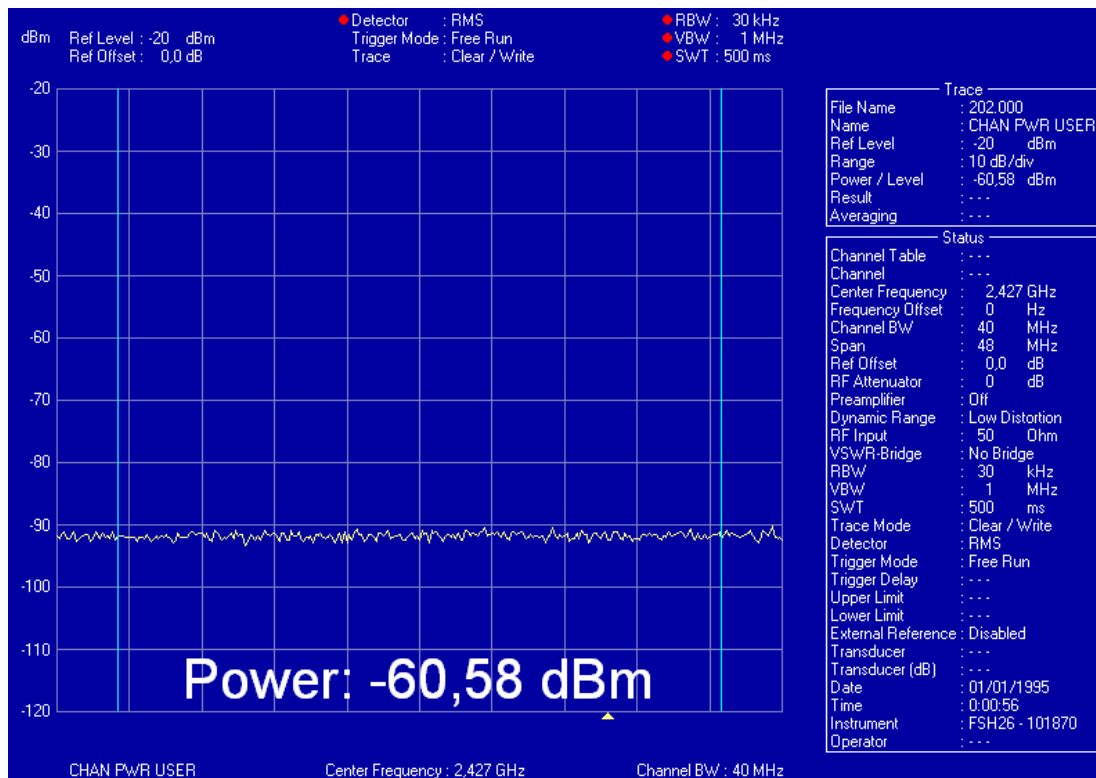 Detector : RMS
RBW : 30 kHz
dBm Ref Level : -20 dBm
Trigger Mode : Free Run
VBW : 1 MHz
Ref Offset : 0,0 dB
Trace : Clear / Write
SWT : 500 ms
-20
-30
-40
-50
-60
-70
-80
-90
-100
-110
-120
Power: -60,58 dBm
CHAN PWR USER
Center Frequency : 2,427 GHz
Channel BW : 40 MHz
Trace
File Name : 202.000
Name : CHAN PWR USER
Ref Level : -20 dBm
Range : 10 dB/div
Power / Level : -60,58 dBm
Result : - - -
Averaging : - - -
Status
Channel Table : - - -
Channel : - - -
Center Frequency : 2,427 GHz
Frequency Offset : 0 Hz
Channel BW : 40 MHz
Span : 48 MHz
Ref Offset : 0,0 dB
RF Attenuator : 0 dB
Preamplifier : Off
Dynamic Range : Low Distortion
RF Input : 50 Ohm
VSWR-Bridge : No Bridge
RBW : 30 kHz
VBW : 1 MHz
SWT : 500 ms
Trace Mode : Clear / Write
Detector : RMS
Trigger Mode : Free Run
Trigger Delay : - - -
Upper Limit : - - -
Lower Limit : - - -
External Reference : Disabled
Transducer : - - -
Transducer (dB) : - - -
Date : 01/01/1995
Time : 0:00:56
Instrument : FSH26 - 101870
Operator : - - -